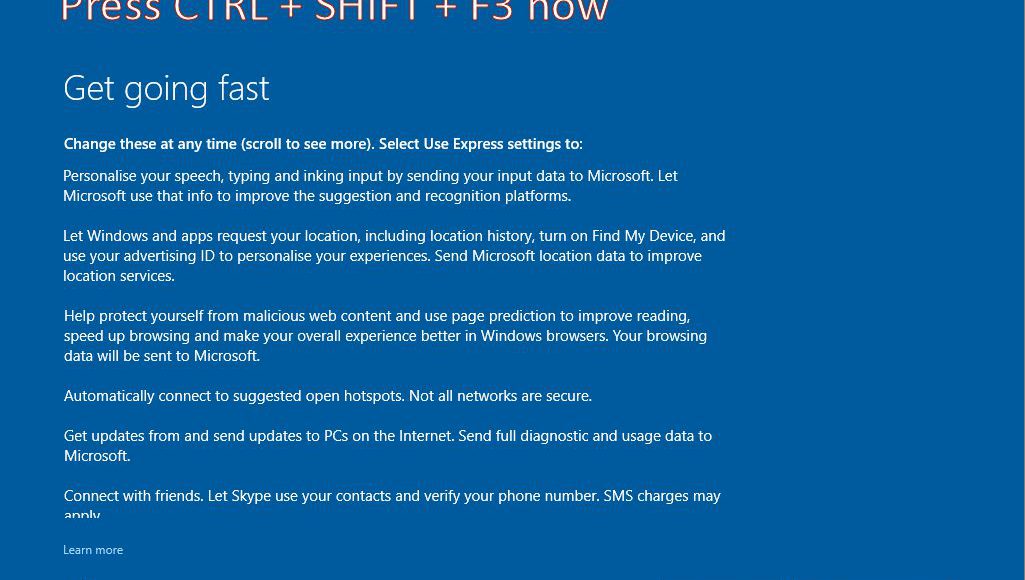 Press CTRL + SHIFT + F3 now
Get going fast
Change these at any time (scroll to see more). Select Use Express settings to:
Personalise your speech, typing and inking input by sending your input data to Microsoft. Let
Microsoft use that info to improve the suggestion and recognition platforms.
Let Windows and apps request your location, including location history, turn on Find My Device, and
use your advertising ID to personalise your experiences. Send Microsoft location data to improve
location services.
Help protect yourself from malicious web content and use page prediction to improve reading,
speed up browsing and make your overall experience better in Windows browsers. Your browsing
data will be sent to Microsoft.
Automatically connect to suggested open hotspots. Not all networks are secure.
Get updates from and send updates to PCs on the Internet. Send full diagnostic and usage data to
Microsoft.
Connect with friends. Let Skype use your contacts and verify your phone number. SMS charges may
apply.
Learn more